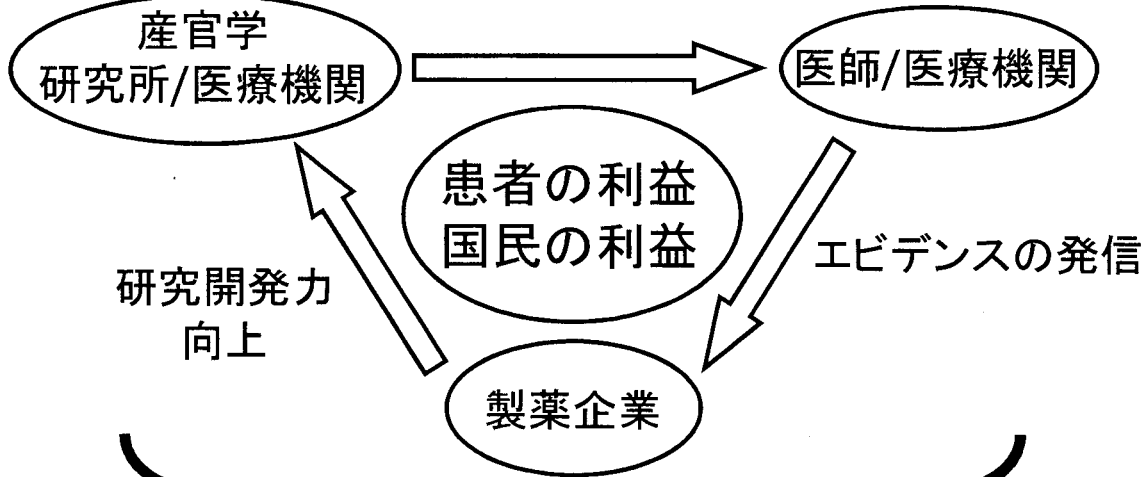 産官学
研究所/医療機関
医師/医療機関
患者の利益
国民の利益
エビデンスの発信
研究開発力
向上
製薬企業